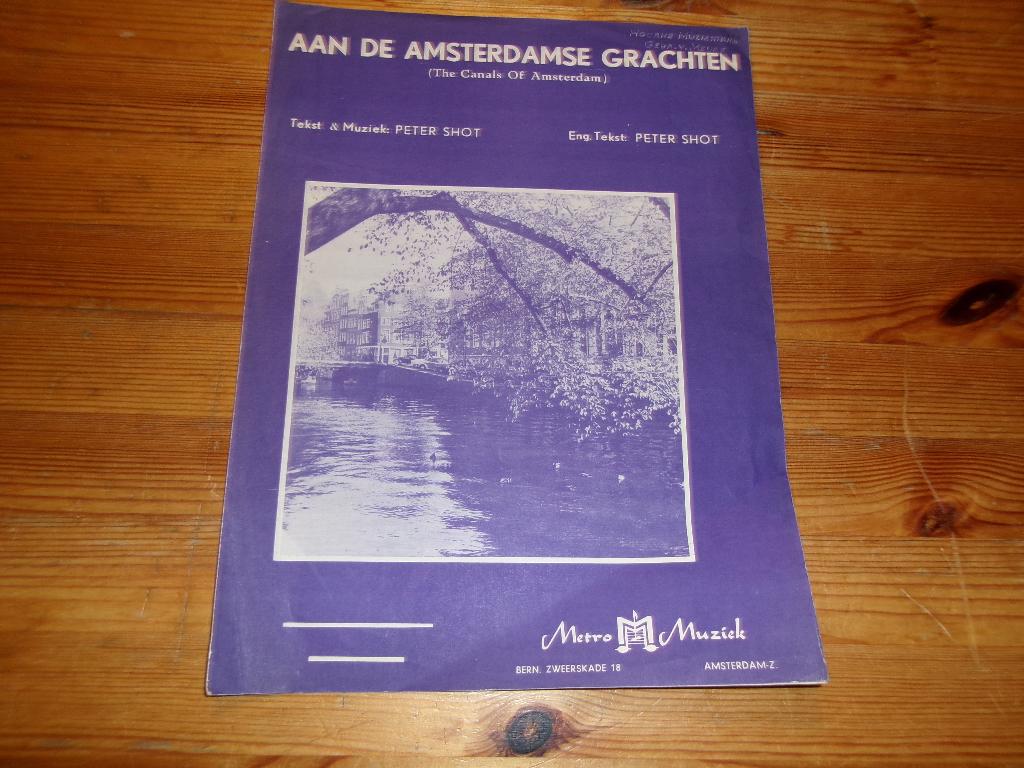 AAN DE AMSTERDAMSE GRACHTEN
(The Canals Of Amsterdam)
Tekst & Muziek: PETER SHOT
Eng. Tekst: PETER SHOT
Metro M Muziek
BERN. ZWEERSKADE 18 AMSTERDAM-Z.